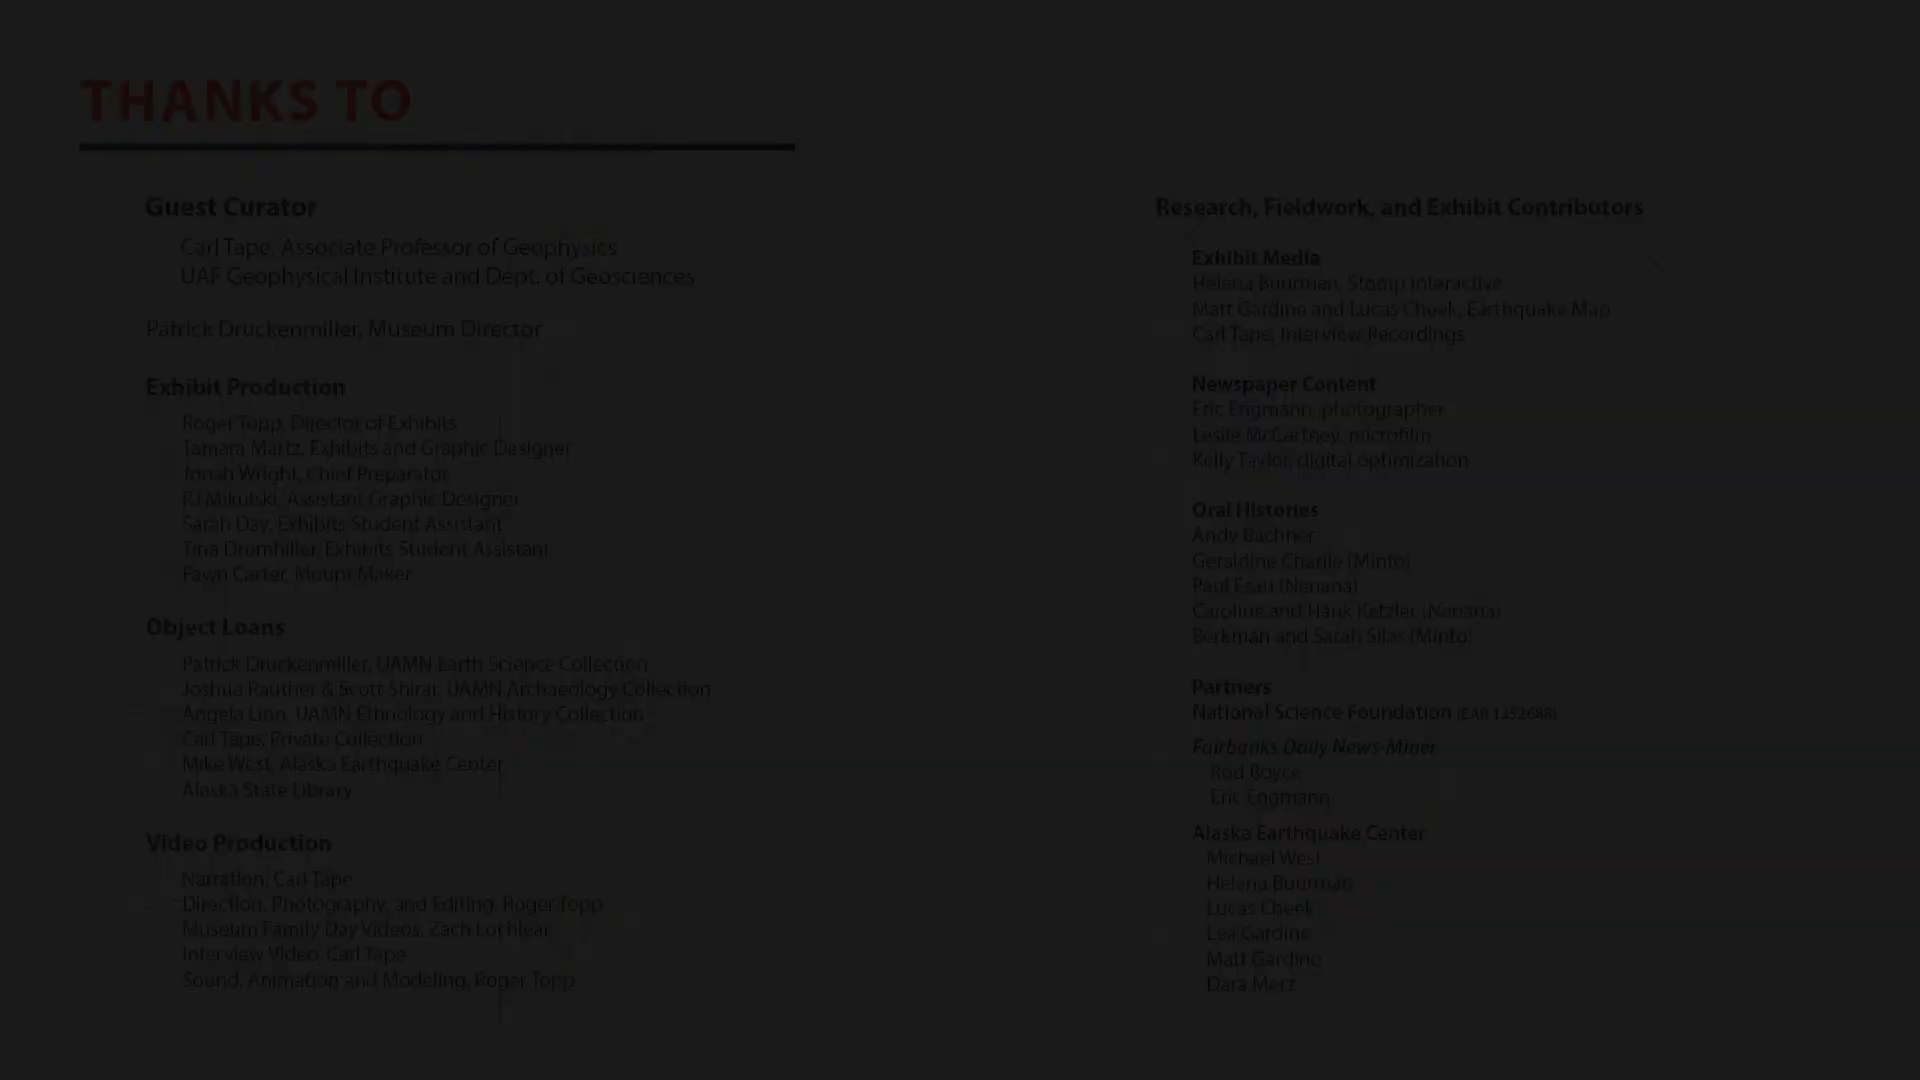 THANKS TO
Guest Curator
Carl Tape, Associate Professor of Geophysics
UAF Geophysical Institute and Dept. of Geosciences
Patrick Druckenmiller, Museum Director
Exhibit Production
Roger Topp, Director of Exhibits
Tamara Martz, Exhibits and Graphic Designer
Jonah Wright, Chief Preparator
RJ Mikulski, Assistant Graphic Designer
Sarah Day, Exhibits Student Assistant
Tina Drumhiller, Exhibits Student Assistant
Fawn Carter, Mount Maker
Object Loans
Patrick Druckenmiller, UAMN Earth Science Collection
Joshua Reuther & Scott Shirar, UAMN Archaeology Collection
Angela Linn, UAMN Ethnology and History Collection
Carl Tape, Private Collection
Mike West, Alaska Earthquake Center
Alaska State Library
Video Production
Narration, Carl Tape
Direction, Photography, and Editing, Roger Topp
Museum Family Day Videos, Zach Lochlear
Interview Video, Carl Tape
Sound, Animation and Modeling, Roger Topp
Research, Fieldwork, and Exhibit Contributors
Exhibit Media
Helena Buurman, Stomp Interactive
Matt Gardine and Lucas Cheek, Earthquake Map
Carl Tape, Interview Recordings
Newspaper Content
Eric Engmann, photographer
Leslie McCartney, microfilm
Kelly Taylor, digital optimization
Oral Histories
Andy Bachner
Geraldine Charlie (Minto)
Paul Esau (Nenana)
Caroline and Hank Ketzler (Nenana)
Berkman and Sarah Silas (Minto)
Partners
National Science Foundation (EAR 1352688)
Fairbanks Daily News-Miner
Rod Boyce
Eric Engmann
Alaska Earthquake Center
Michael West
Helena Buurman
Lucas Cheek
Lea Gardine
Matt Gardine
Dara Merz